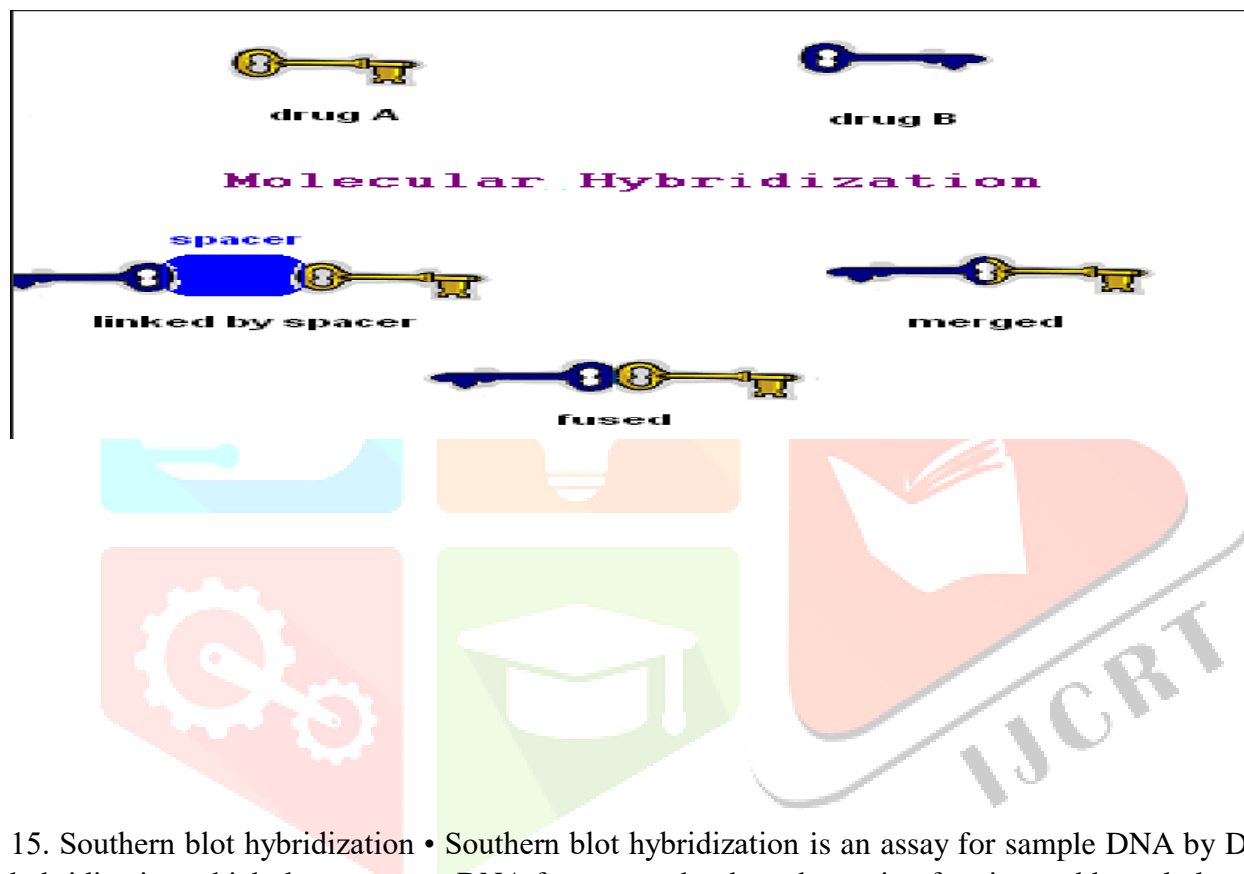 drug A
drug B
Molecular Hybridization
spacer
linked by spacer
merged
fused
IJCRT
15. Southern blot hybridization • Southern blot hybridization is an assay for sample DNA by D